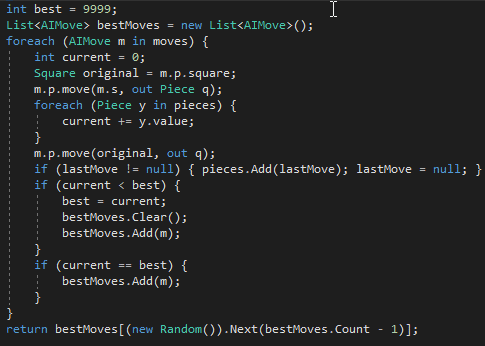 int best = 9999;
List<AIMove> bestMoves = new List<AIMove>();
foreach (AIMove m in moves) {
    int current = 0;
    Square original = m.p.square;
    m.p.move(m.s, out Piece q);
    foreach (Piece y in pieces) {
        current += y.value;
    }
    m.p.move(original, out q);
    if (lastMove != null) { pieces.Add(lastMove); lastMove = null; }
    if (current < best) {
        best = current;
        bestMoves.Clear();
        bestMoves.Add(m);
    }
    if (current == best) {
        bestMoves.Add(m);
    }
}
return bestMoves[(new Random()).Next(bestMoves.Count - 1)];